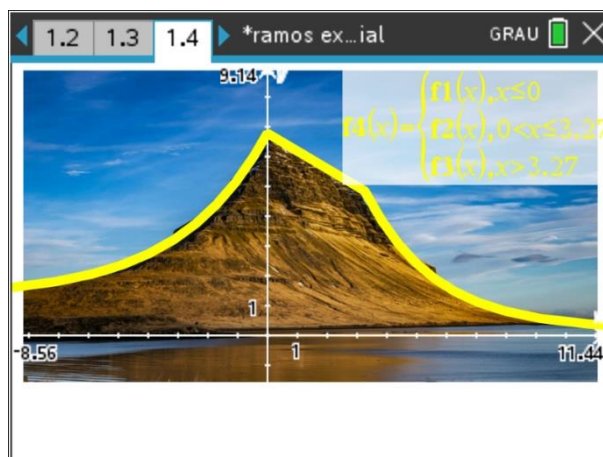 1.2 1.3 1.4 *ramos ex…ial GRAU
9.14
f1(x),x≤0
f4(x)={f2(x),0<x≤3.27
f3(x),x>3.27
1
-8.56 1 11.44